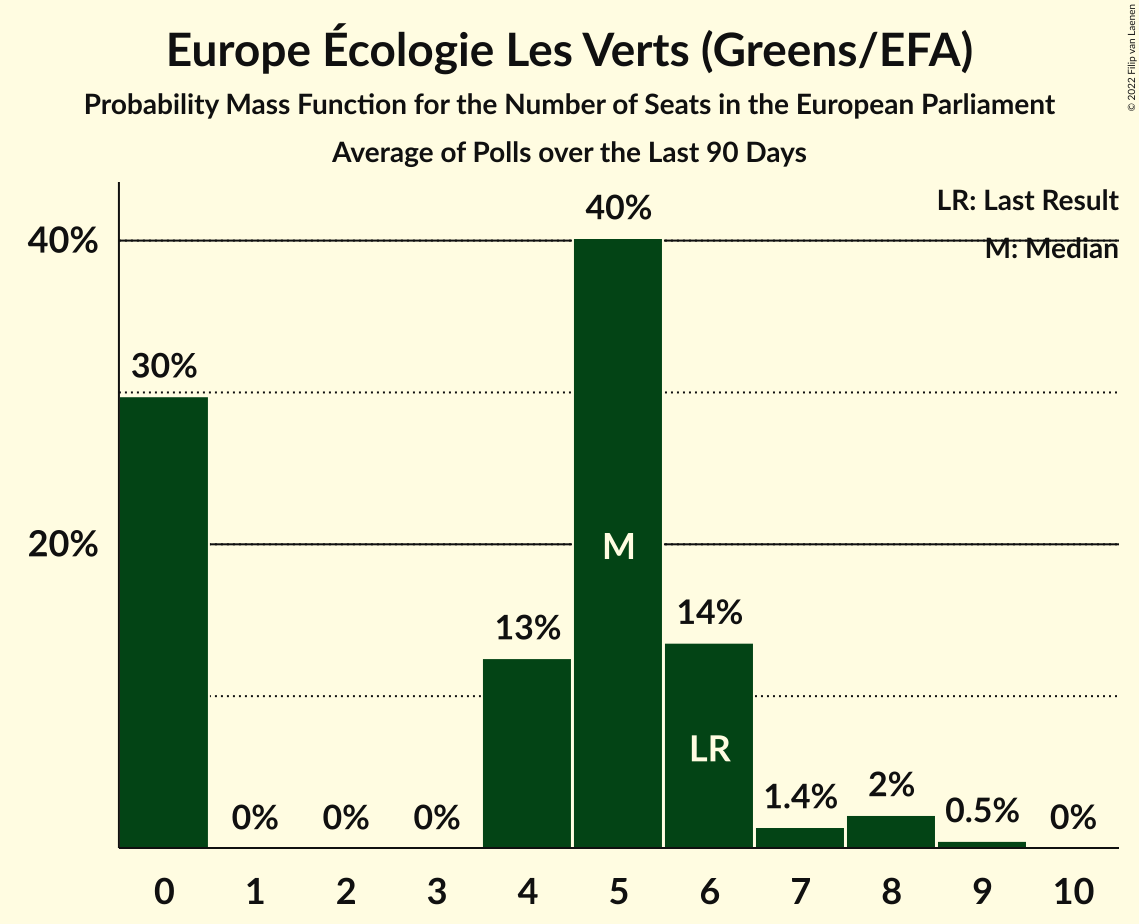 Europe Écologie Les Verts (Greens/EFA)
Probability Mass Function for the Number of Seats in the European Parliament
Average of Polls over the Last 90 Days
© 2022 Filip van Laenen
LR: Last Result
M: Median
40%
20%
30%
0%
0%
0%
13%
40%
14%
1.4%
2%
0.5%
0%
M
LR
0 1 2 3 4 5 6 7 8 9 10